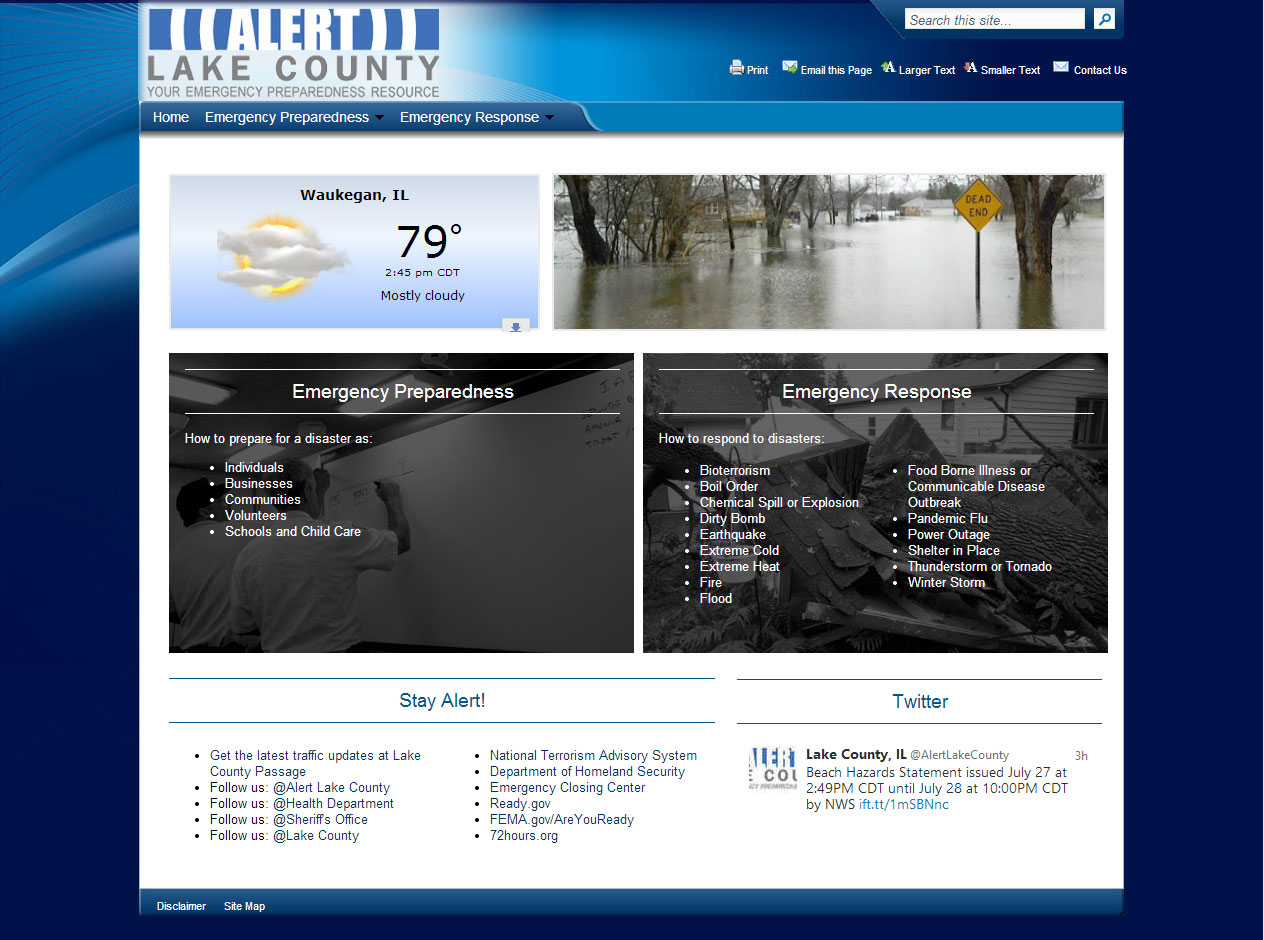 Search this site...
ALERT
LAKE COUNTY
YOUR EMERGENCY PREPAREDNESS RESOURCE
Print Email this Page Larger Text Smaller Text Contact Us
Home Emergency Preparedness Emergency Response
Waukegan, IL
79°
2:45 pm CDT
Mostly cloudy
DEAD
END
Emergency Preparedness
How to prepare for a disaster as:
Individuals
Businesses
Communities
Volunteers
Schools and Child Care
Emergency Response
How to respond to disasters:
Bioterrorism
Boil Order
Chemical Spill or Explosion
Dirty Bomb
Earthquake
Extreme Cold
Extreme Heat
Fire
Flood
Food Borne Illness or
Communicable Disease
Outbreak
Pandemic Flu
Power Outage
Shelter in Place
Thunderstorm or Tornado
Winter Storm
Stay Alert!
Get the latest traffic updates at Lake
County Passage
Follow us: @Alert Lake County
Follow us: @Health Department
Follow us: @Sheriff's Office
Follow us: @Lake County
National Terrorism Advisory System
Department of Homeland Security
Emergency Closing Center
Ready.gov
FEMA.gov/AreYouReady
72hours.org
Twitter
Lake County, IL @AlertLakeCounty 3h
Beach Hazards Statement issued July 27 at
2:49PM CDT until July 28 at 10:00PM CDT
by NWS ift.tt/1mSBNnc
Disclaimer Site Map